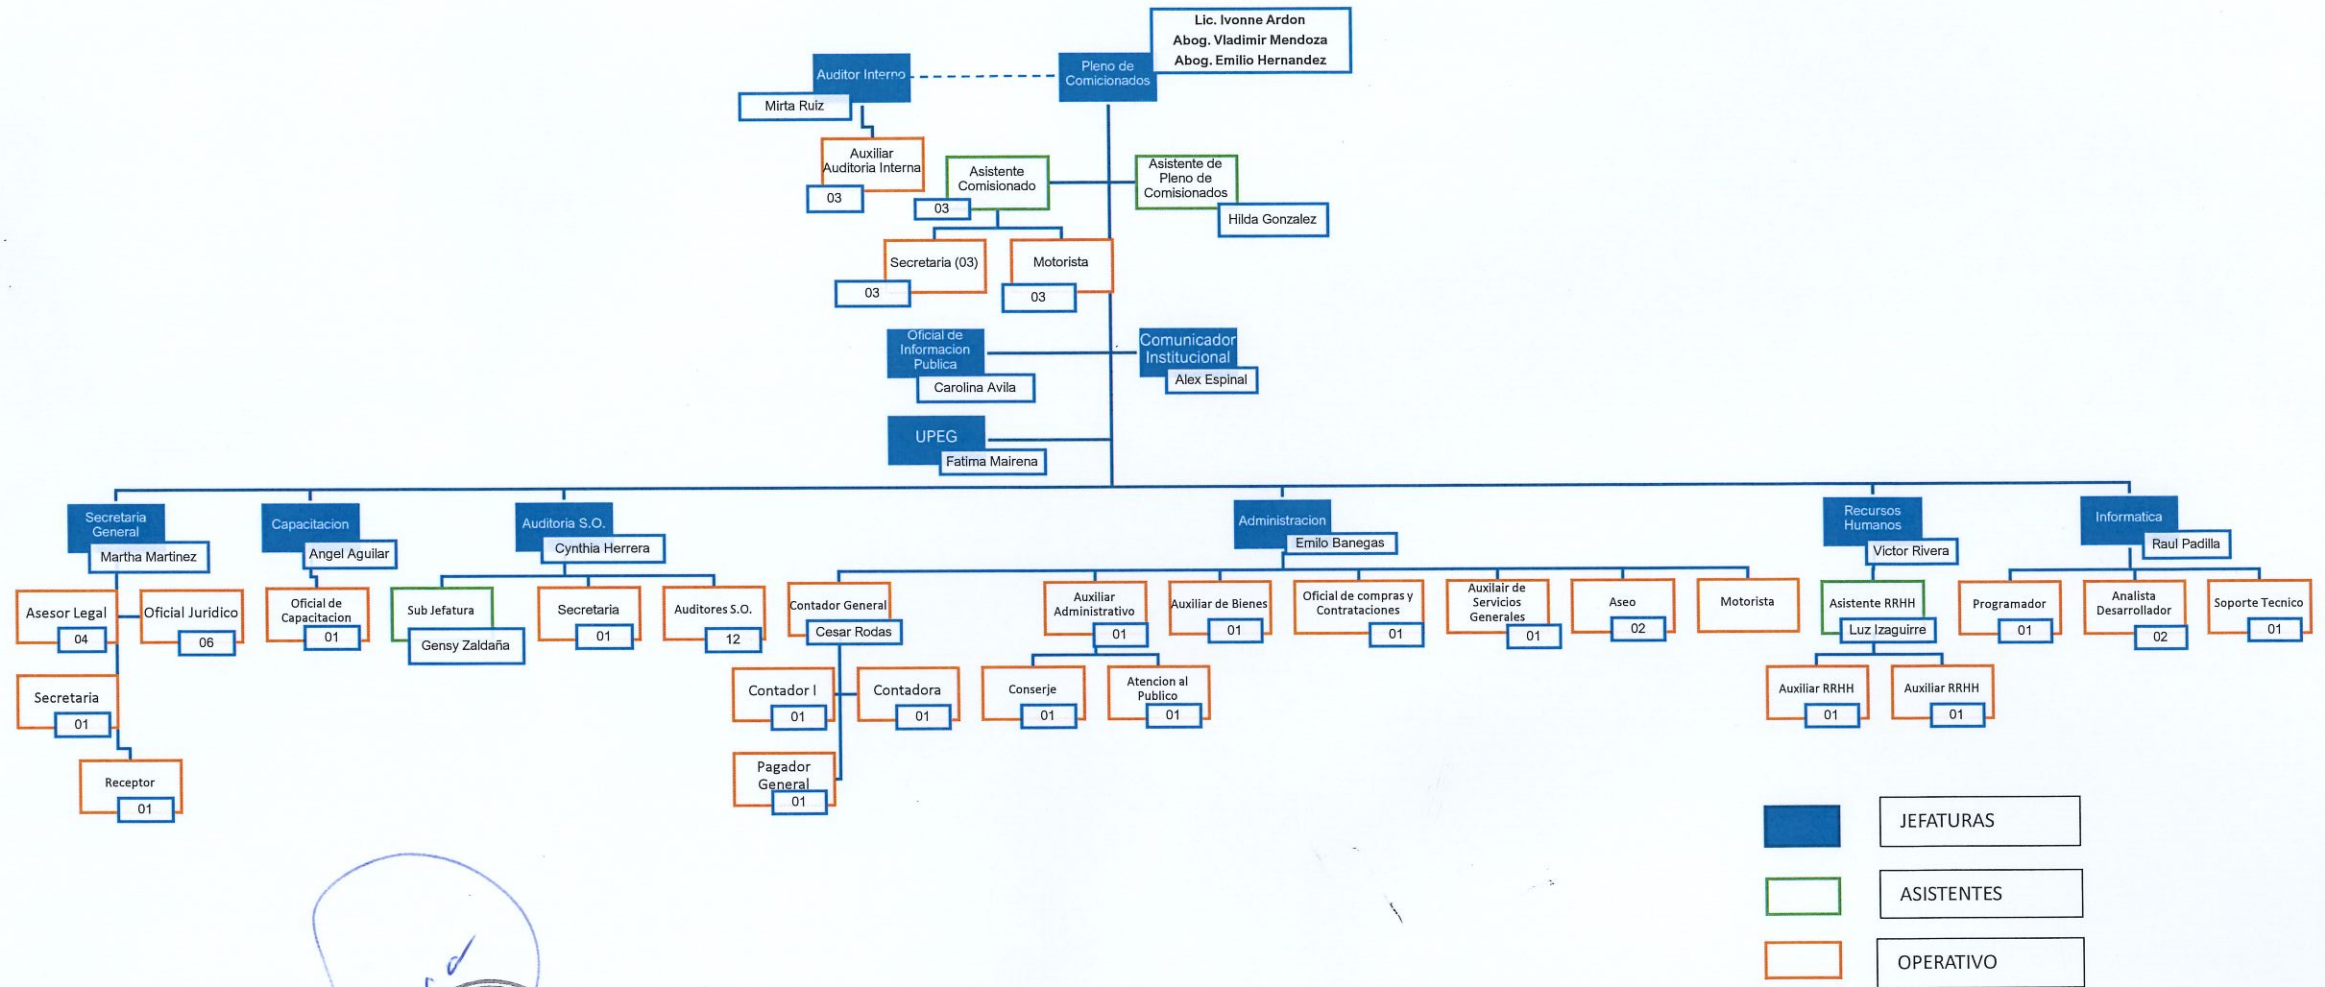 Lic. Ivonne Ardon
Abog. Vladimir Mendoza
Abog. Emilio Hernandez
Auditor Interno
Pleno de
Comicionados
Mirta Ruiz
Auxiliar
Auditoria Interna
03
Asistente
Comisionado
03
Asistente de
Pleno de
Comisionados
Hilda Gonzalez
Secretaria (03)
03
Motorista
03
Oficial de
Informacion
Publica
Carolina Avila
Comunicador
Institucional
Alex Espinal
UPEG
Fatima Mairena
Secretaria
General
Martha Martinez
Capacitacion
Angel Aguilar
Auditoria S.O.
Cynthia Herrera
Administracion
Emilo Banegas
Recursos
Humanos
Victor Rivera
Informatica
Raul Padilla
Asesor Legal
04
Oficial Juridico
06
Oficial de
Capacitacion
01
Sub Jefatura
Gensy Zaldaña
Secretaria
01
Auditores S.O.
12
Contador General
Cesar Rodas
Auxiliar
Administrativo
01
Auxiliar de Bienes
01
Oficial de compras y
Contrataciones
01
Auxilair de
Servicios
Generales
01
Aseo
02
Motorista
Asistente RRHH
Luz Izaguirre
Programador
01
Analista
Desarrollador
02
Soporte Tecnico
01
Secretaria
01
Contador I
01
Contadora
01
Conserje
01
Atencion al
Publico
01
Auxiliar RRHH
01
Auxiliar RRHH
01
Receptor
01
Pagador
General
01
JEFATURAS
ASISTENTES
OPERATIVO